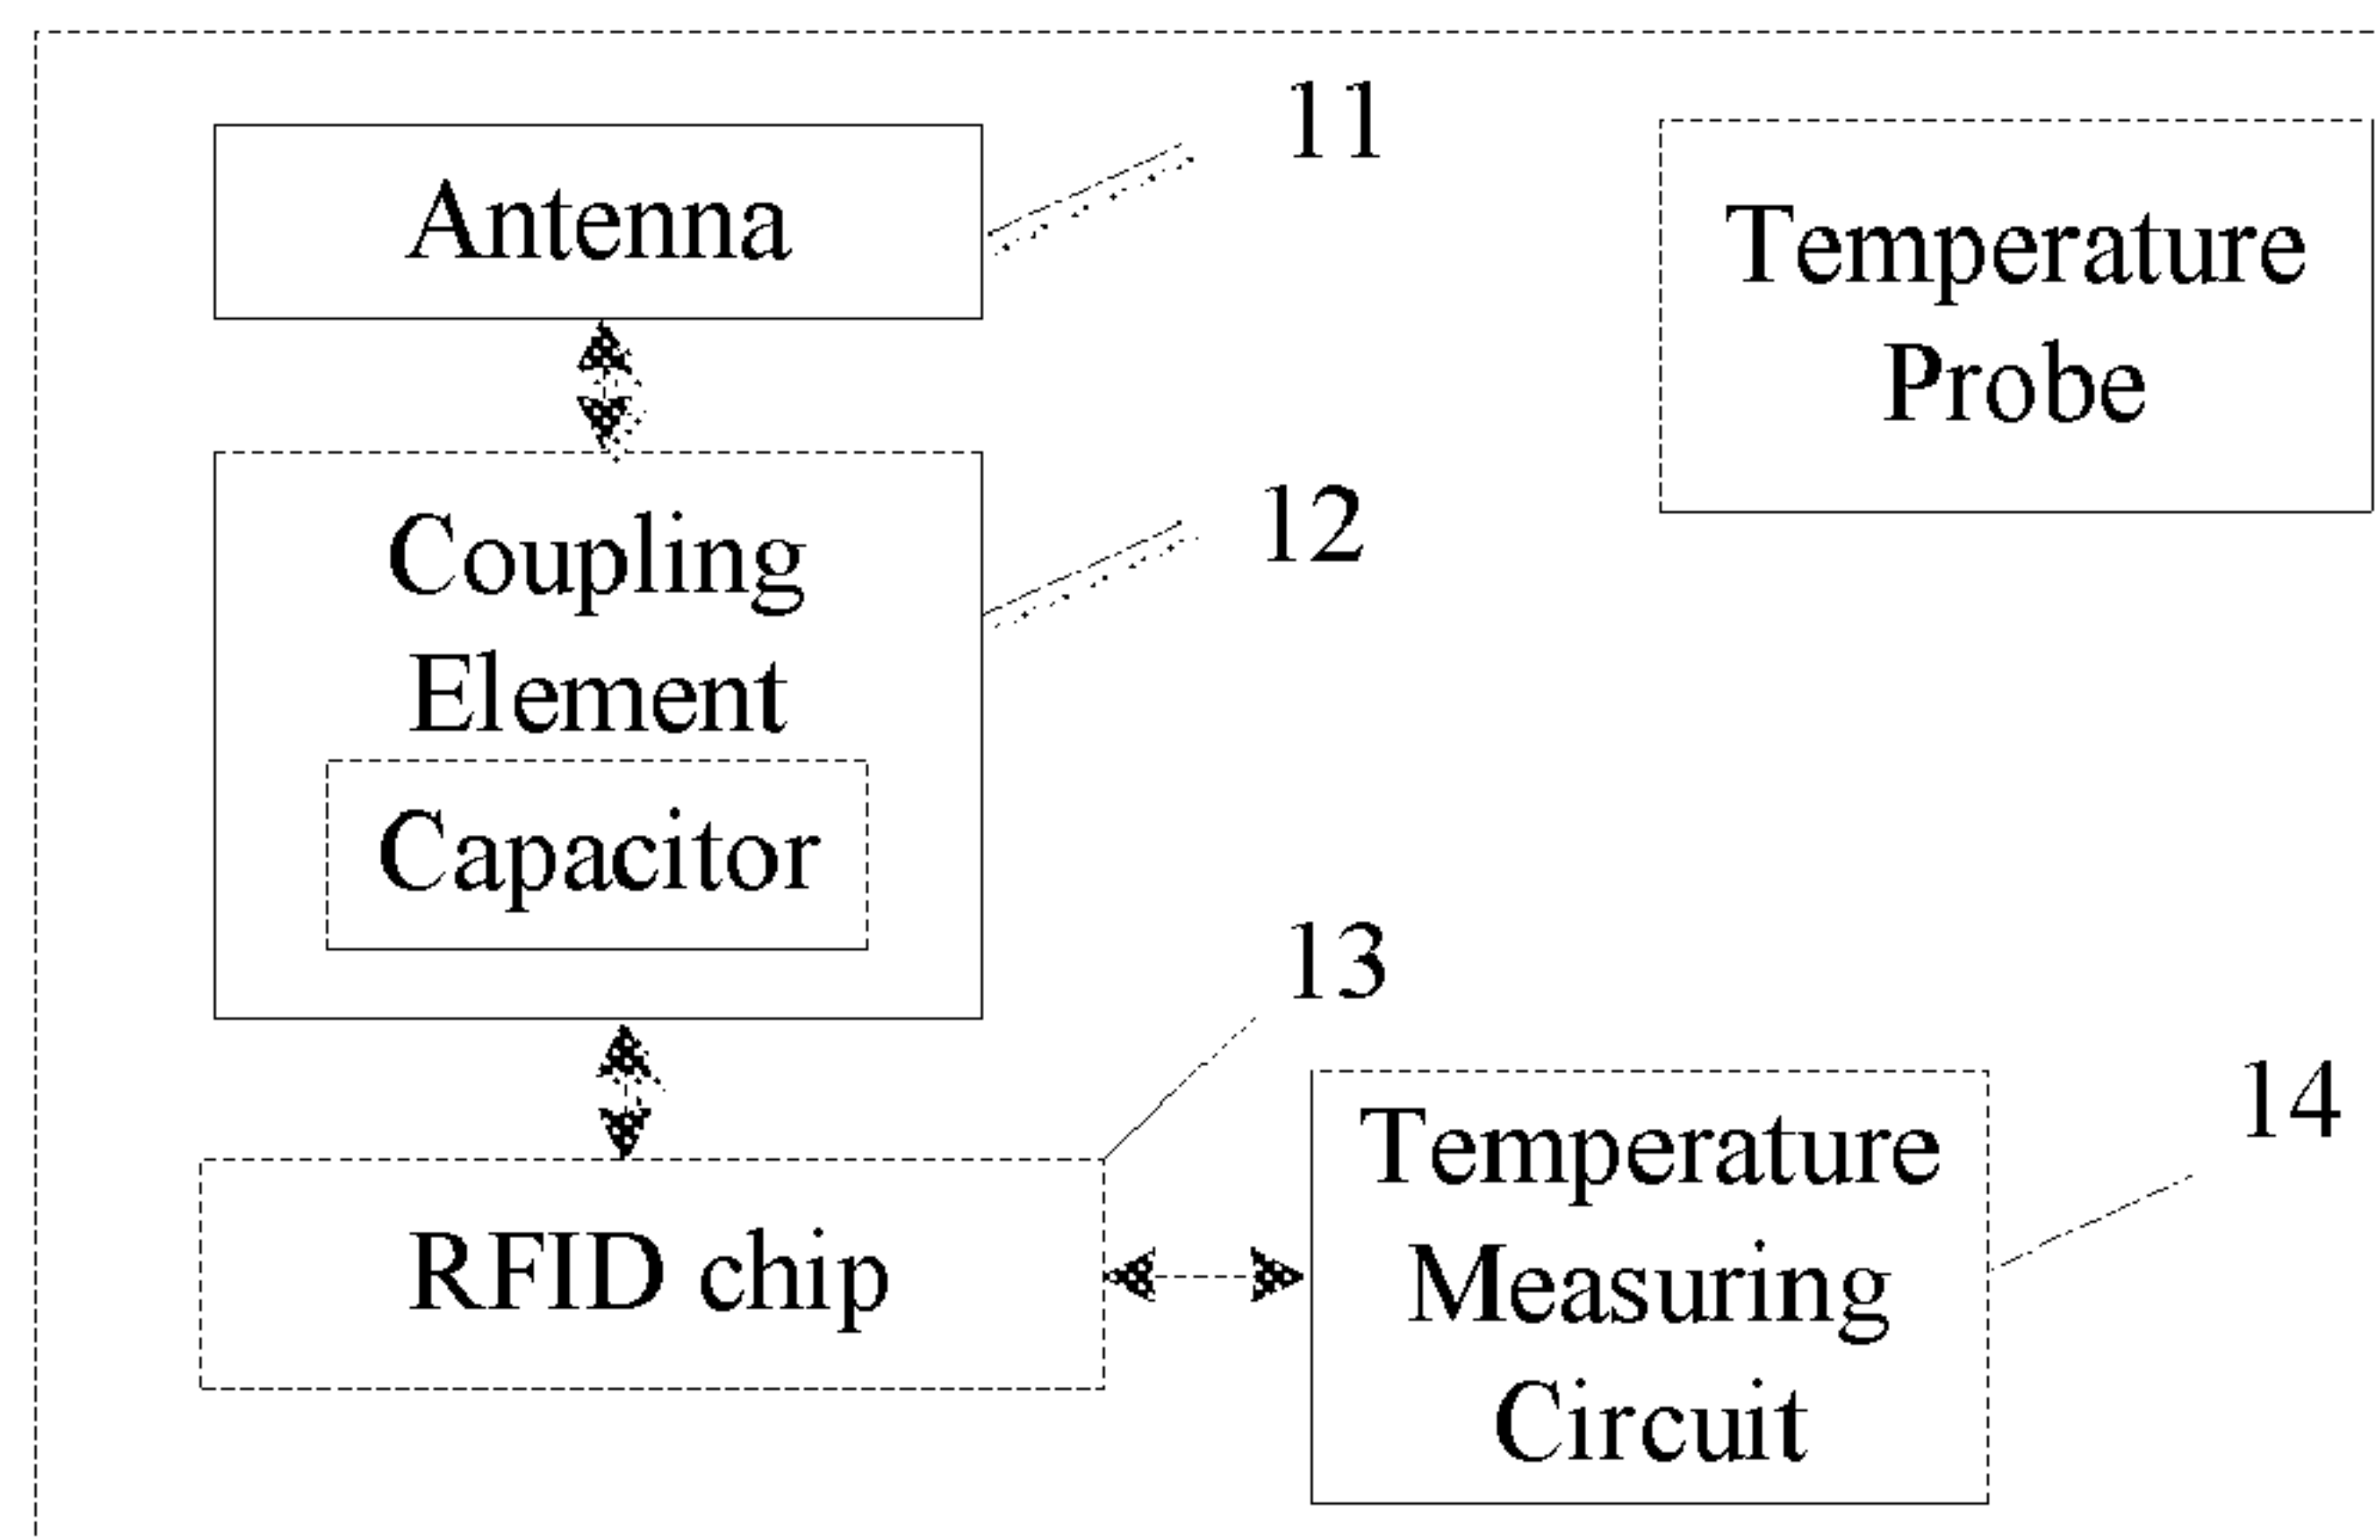 Antenna
11
Temperature
Probe
Coupling
Element
12
Capacitor
13
RFID chip
Temperature
Measuring
Circuit
14